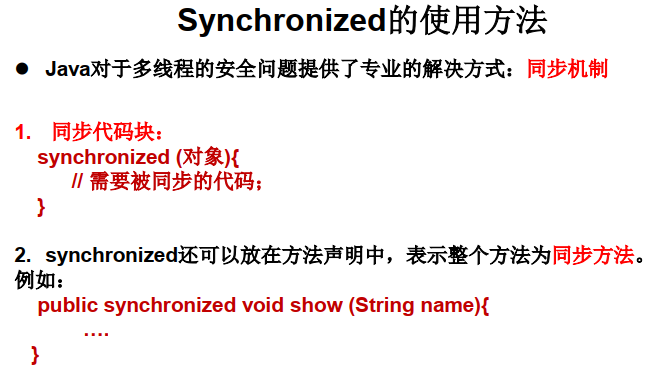 Synchronized的使用方法
● Java对于多线程的安全问题提供了专业的解决方式：同步机制
1. 同步代码块：
synchronized (对象){
// 需要被同步的代码；
}
2. synchronized还可以放在方法声明中，表示整个方法为同步方法。
例如：
public synchronized void show (String name){
….
}